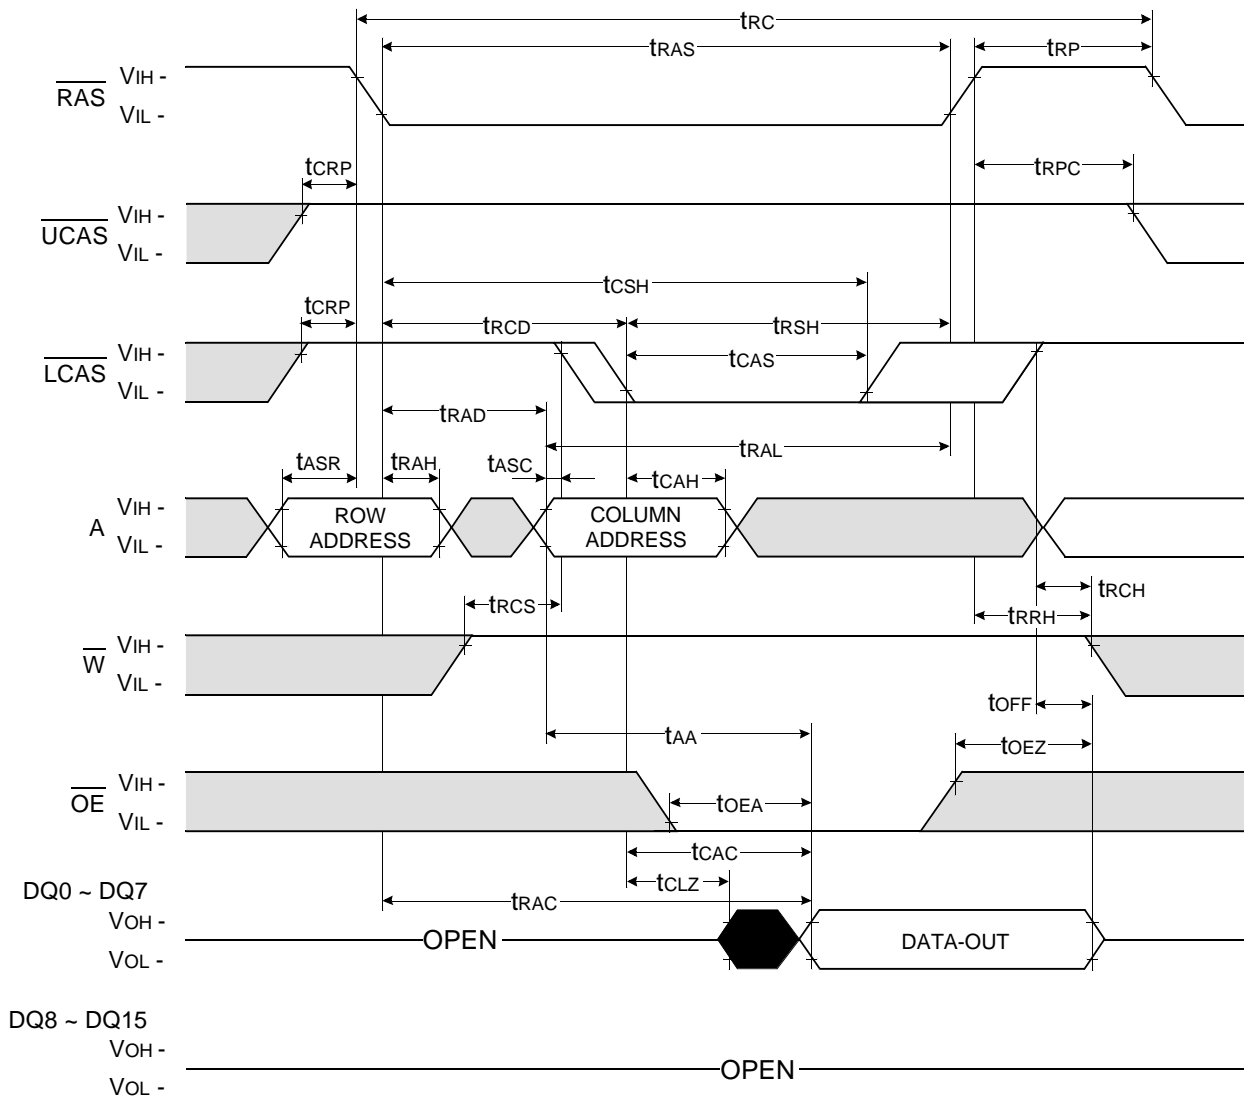 tRC
tRAS
tRP
RAS
VIH -
VIL -
tCRP
tRPC
UCAS
VIH -
VIL -
tCSH
tCRP
tRCD
tRSH
LCAS
VIH -
VIL -
tCAS
tRAD
tRAL
tASR
tRAH
tASC
tCAH
A
VIH -
VIL -
ROW
ADDRESS
COLUMN
ADDRESS
tRCS
tRCH
tRRH
W
VIH -
VIL -
tOFF
tAA
tOEZ
OE
VIH -
VIL -
tOEA
tCAC
tCLZ
tRAC
DQ0 ~ DQ7
VOH -
VOL -
OPEN
DATA-OUT
DQ8 ~ DQ15
VOH -
VOL -
OPEN